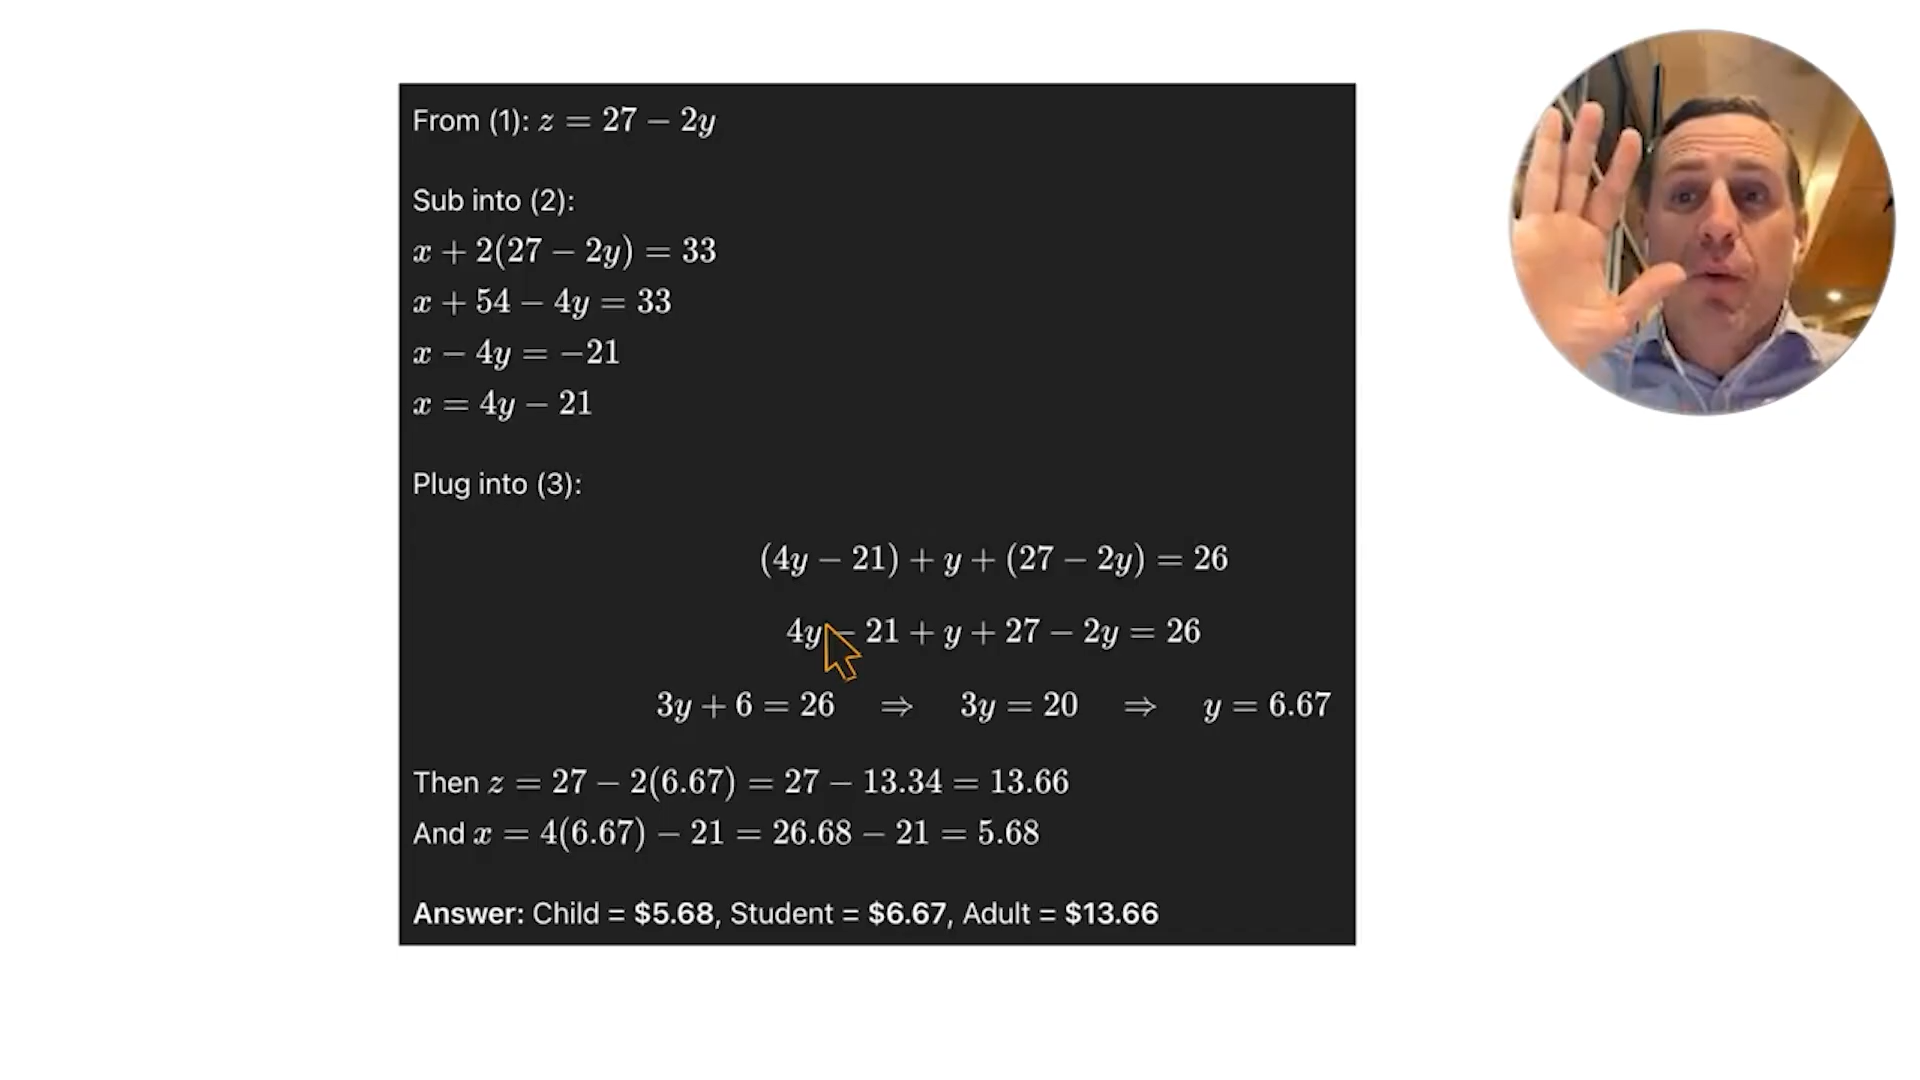 From (1): z = 27 − 2y
Sub into (2):
x + 2(27 − 2y) = 33
x + 54 − 4y = 33
x − 4y = −21
x = 4y − 21
Plug into (3):
(4y − 21) + y + (27 − 2y) = 26
4y − 21 + y + 27 − 2y = 26
3y + 6 = 26 ⇒ 3y = 20 ⇒ y = 6.67
Then z = 27 − 2(6.67) = 27 − 13.34 = 13.66
And x = 4(6.67) − 21 = 26.68 − 21 = 5.68
Answer: Child = $5.68, Student = $6.67, Adult = $13.66